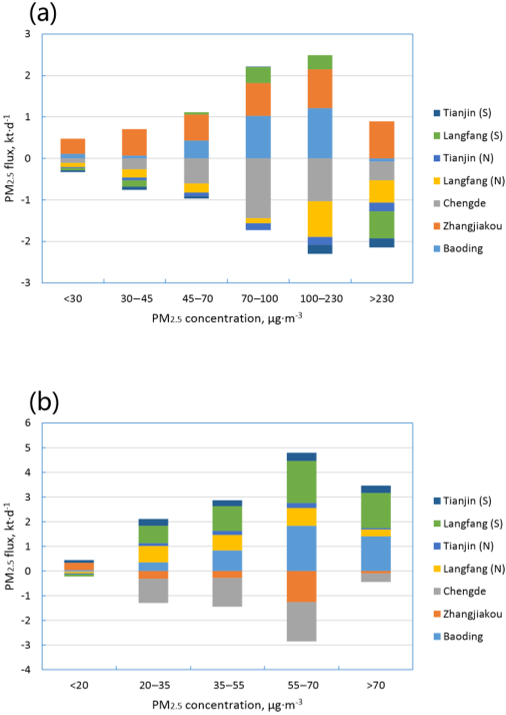 (a)
3
2
1
0
−1
−2
−3
PM2.5 flux, kt·d-1
<30
30−45
45−70
70−100
100−230
>230
PM2.5 concentration, μg·m-3
Tianjin (S)
Langfang (S)
Tianjin (N)
Langfang (N)
Chengde
Zhangjiakou
Baoding
(b)
6
5
4
3
2
1
0
-1
-2
-3
-4
PM2.5 flux, kt·d-1
<20
20−35
35−55
55−70
>70
PM2.5 concentration, μg·m-3
Tianjin (S)
Langfang (S)
Tianjin (N)
Langfang (N)
Chengde
Zhangjiakou
Baoding